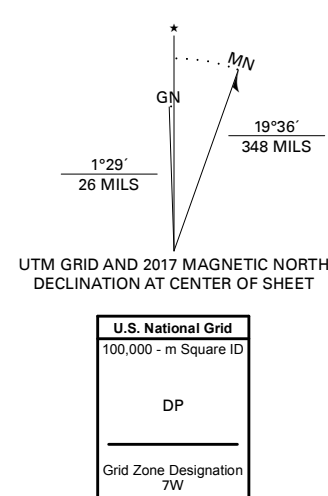 ★
MN
GN
19°36´
348 MILS
1°29´
26 MILS
UTM GRID AND 2017 MAGNETIC NORTH
DECLINATION AT CENTER OF SHEET
U.S. National Grid
100,000 - m Square ID
DP
Grid Zone Designation
7W